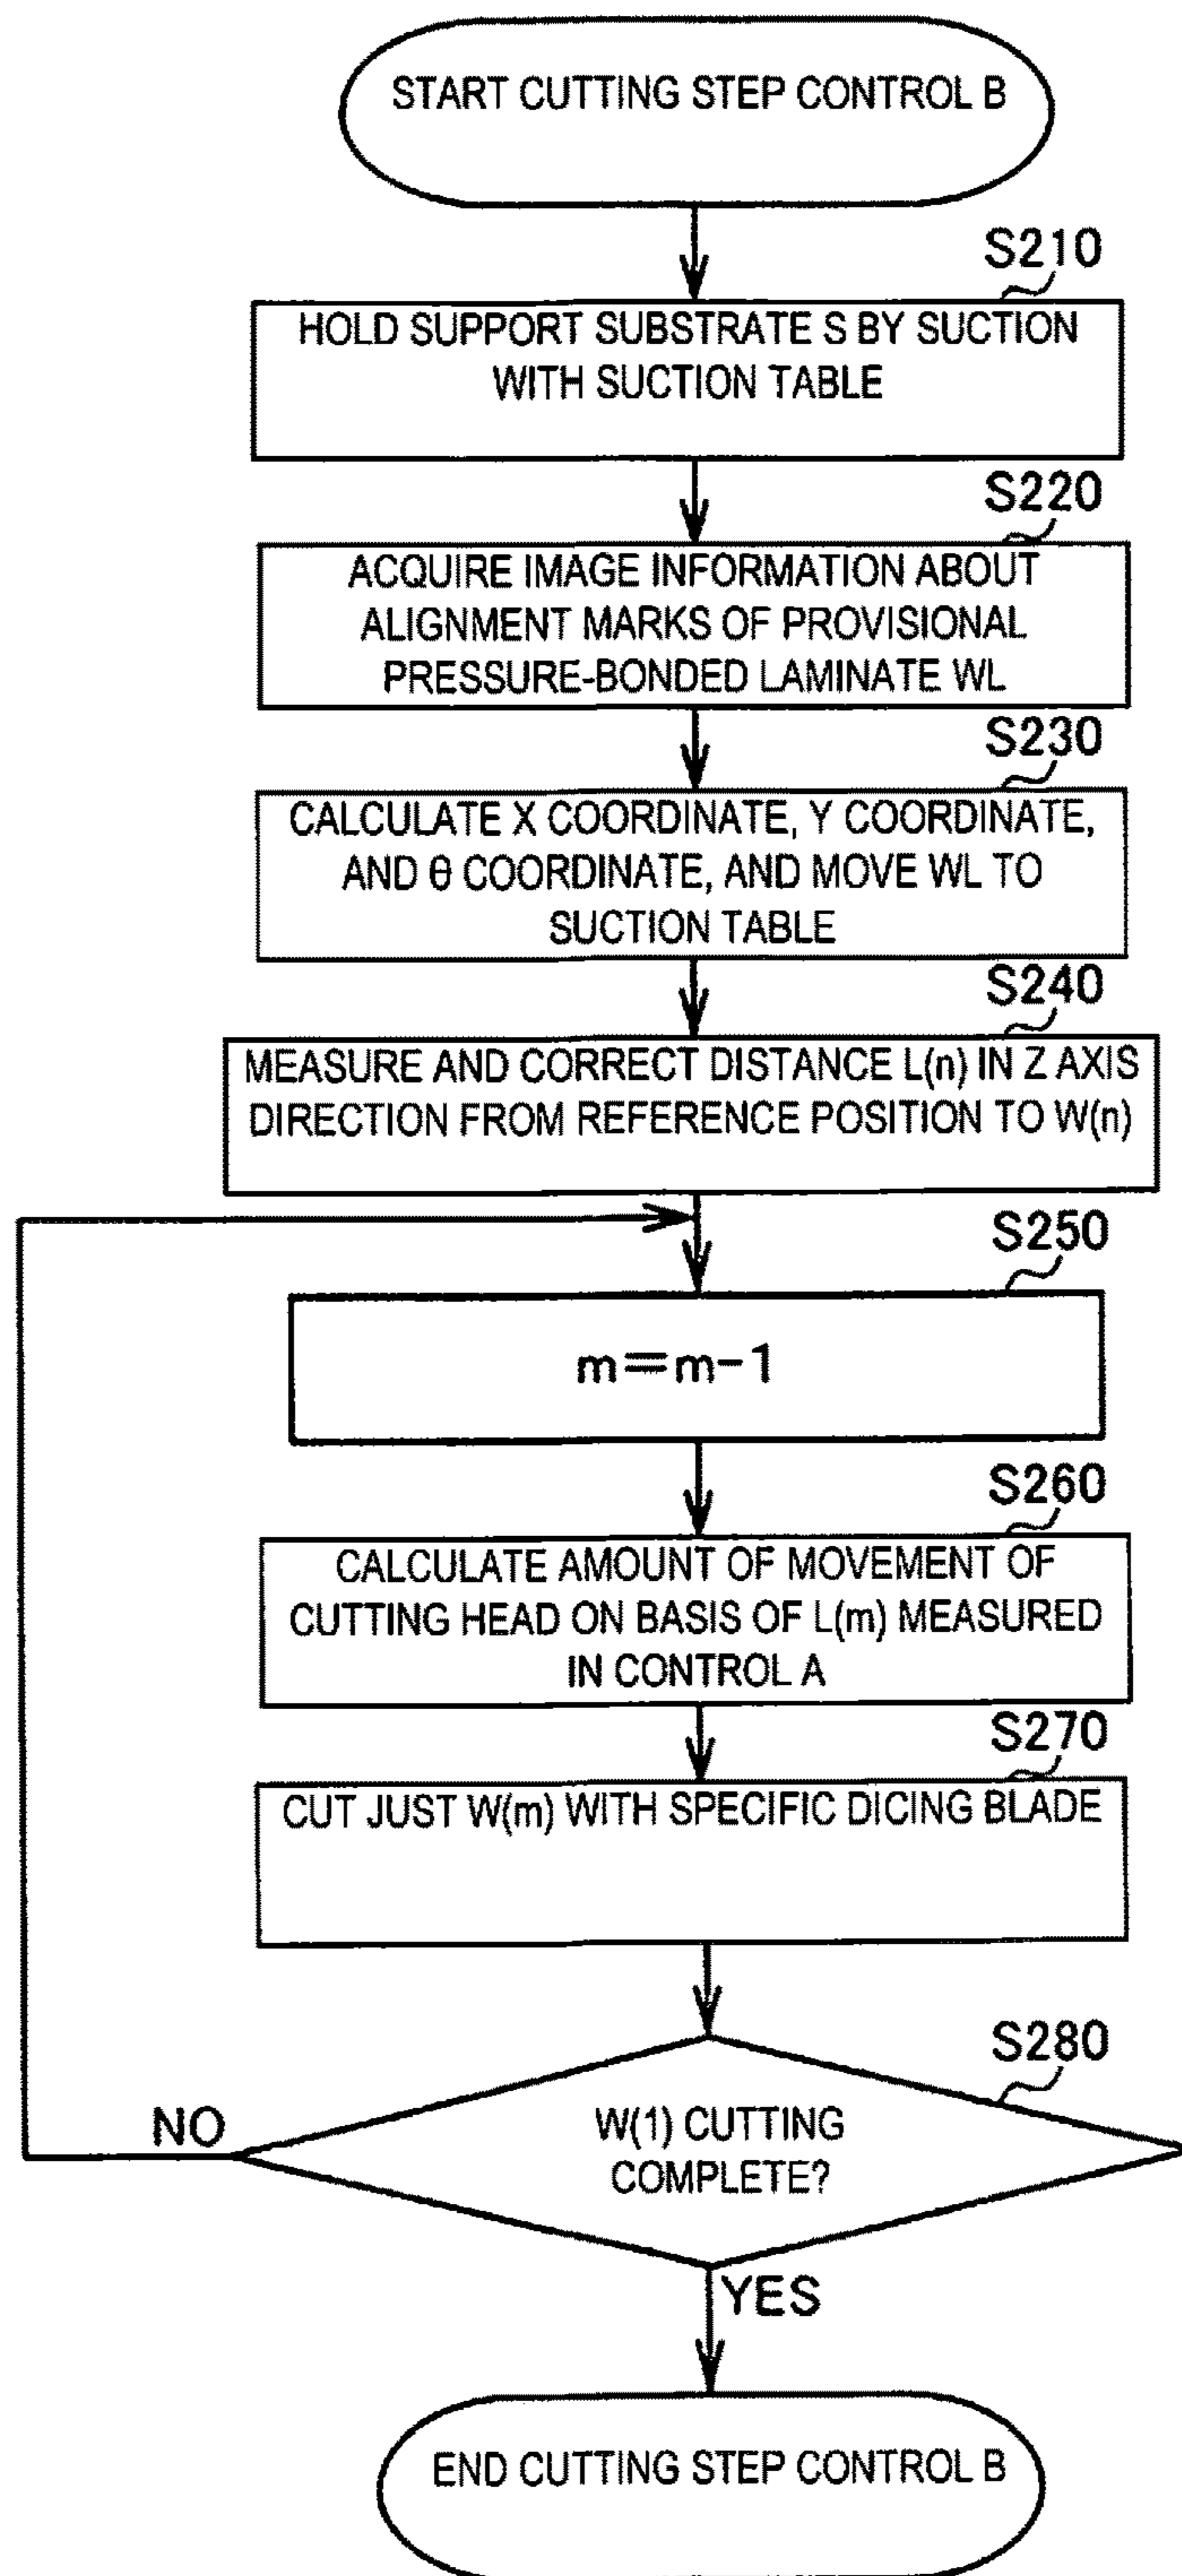 START CUTTING STEP CONTROL B
S210
HOLD SUPPORT SUBSTRATE S BY SUCTION
WITH SUCTION TABLE
S220
ACQUIRE IMAGE INFORMATION ABOUT
ALIGNMENT MARKS OF PROVISIONAL
PRESSURE-BONDED LAMINATE WL
S230
CALCULATE X COORDINATE, Y COORDINATE,
AND θ COORDINATE, AND MOVE WL TO
SUCTION TABLE
S240
MEASURE AND CORRECT DISTANCE L(n) IN Z AXIS
DIRECTION FROM REFERENCE POSITION TO W(n)
S250
m=m-1
S260
CALCULATE AMOUNT OF MOVEMENT OF
CUTTING HEAD ON BASIS OF L(m) MEASURED
IN CONTROL A
S270
CUT JUST W(m) WITH SPECIFIC DICING BLADE
S280
W(1) CUTTING
COMPLETE?
NO
YES
END CUTTING STEP CONTROL B